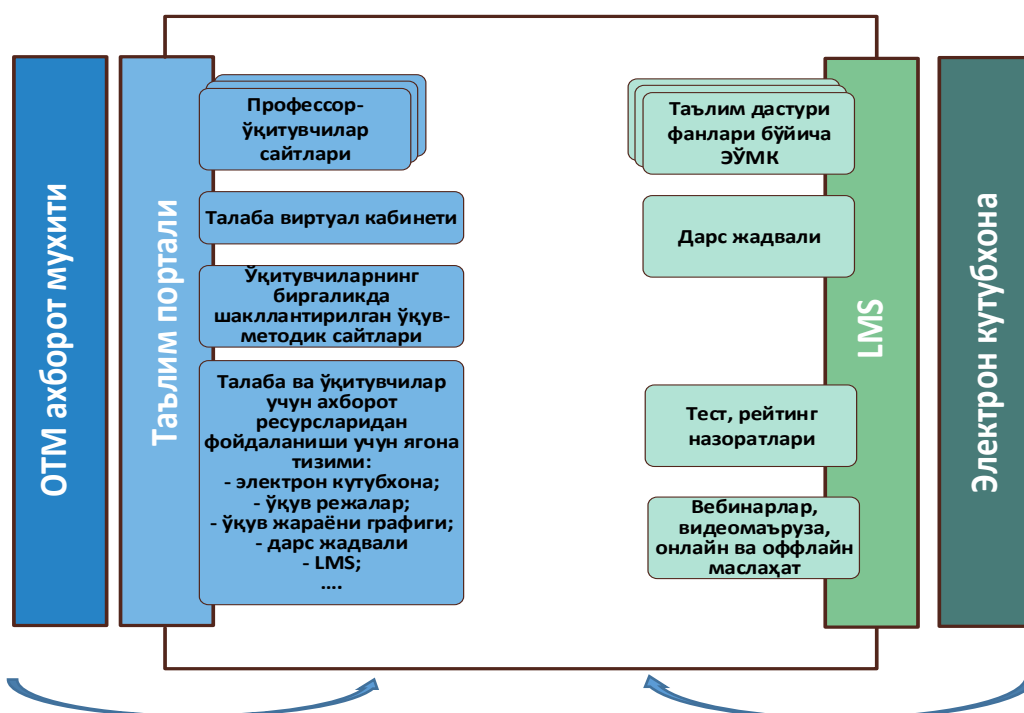 ОТМ ахборот мухити
Таълим портали
Профессор-
ўқитувчилар
сайтлари
Талаба виртуал кабинети
Ўқитувчиларнинг
биргаликда
шакллантирилган ўқув-
методик сайтлари
Талаба ва ўқитувчилар
учун ахборот
ресурсларидан
фойдаланиши учун ягона
тизими:
- электрон кутубхона;
- ўқув режалар;
- ўқув жараёни графиги;
- дарс жадвали
- LMS;
....
Таълим дастури
фанлари бўйича
ЭЎМК
Дарс жадвали
Тест, рейтинг
назоратлари
Вебинарлар,
видеомаъруза,
онлайн ва оффлайн
маслаҳат
LMS
Электрон кутубхона